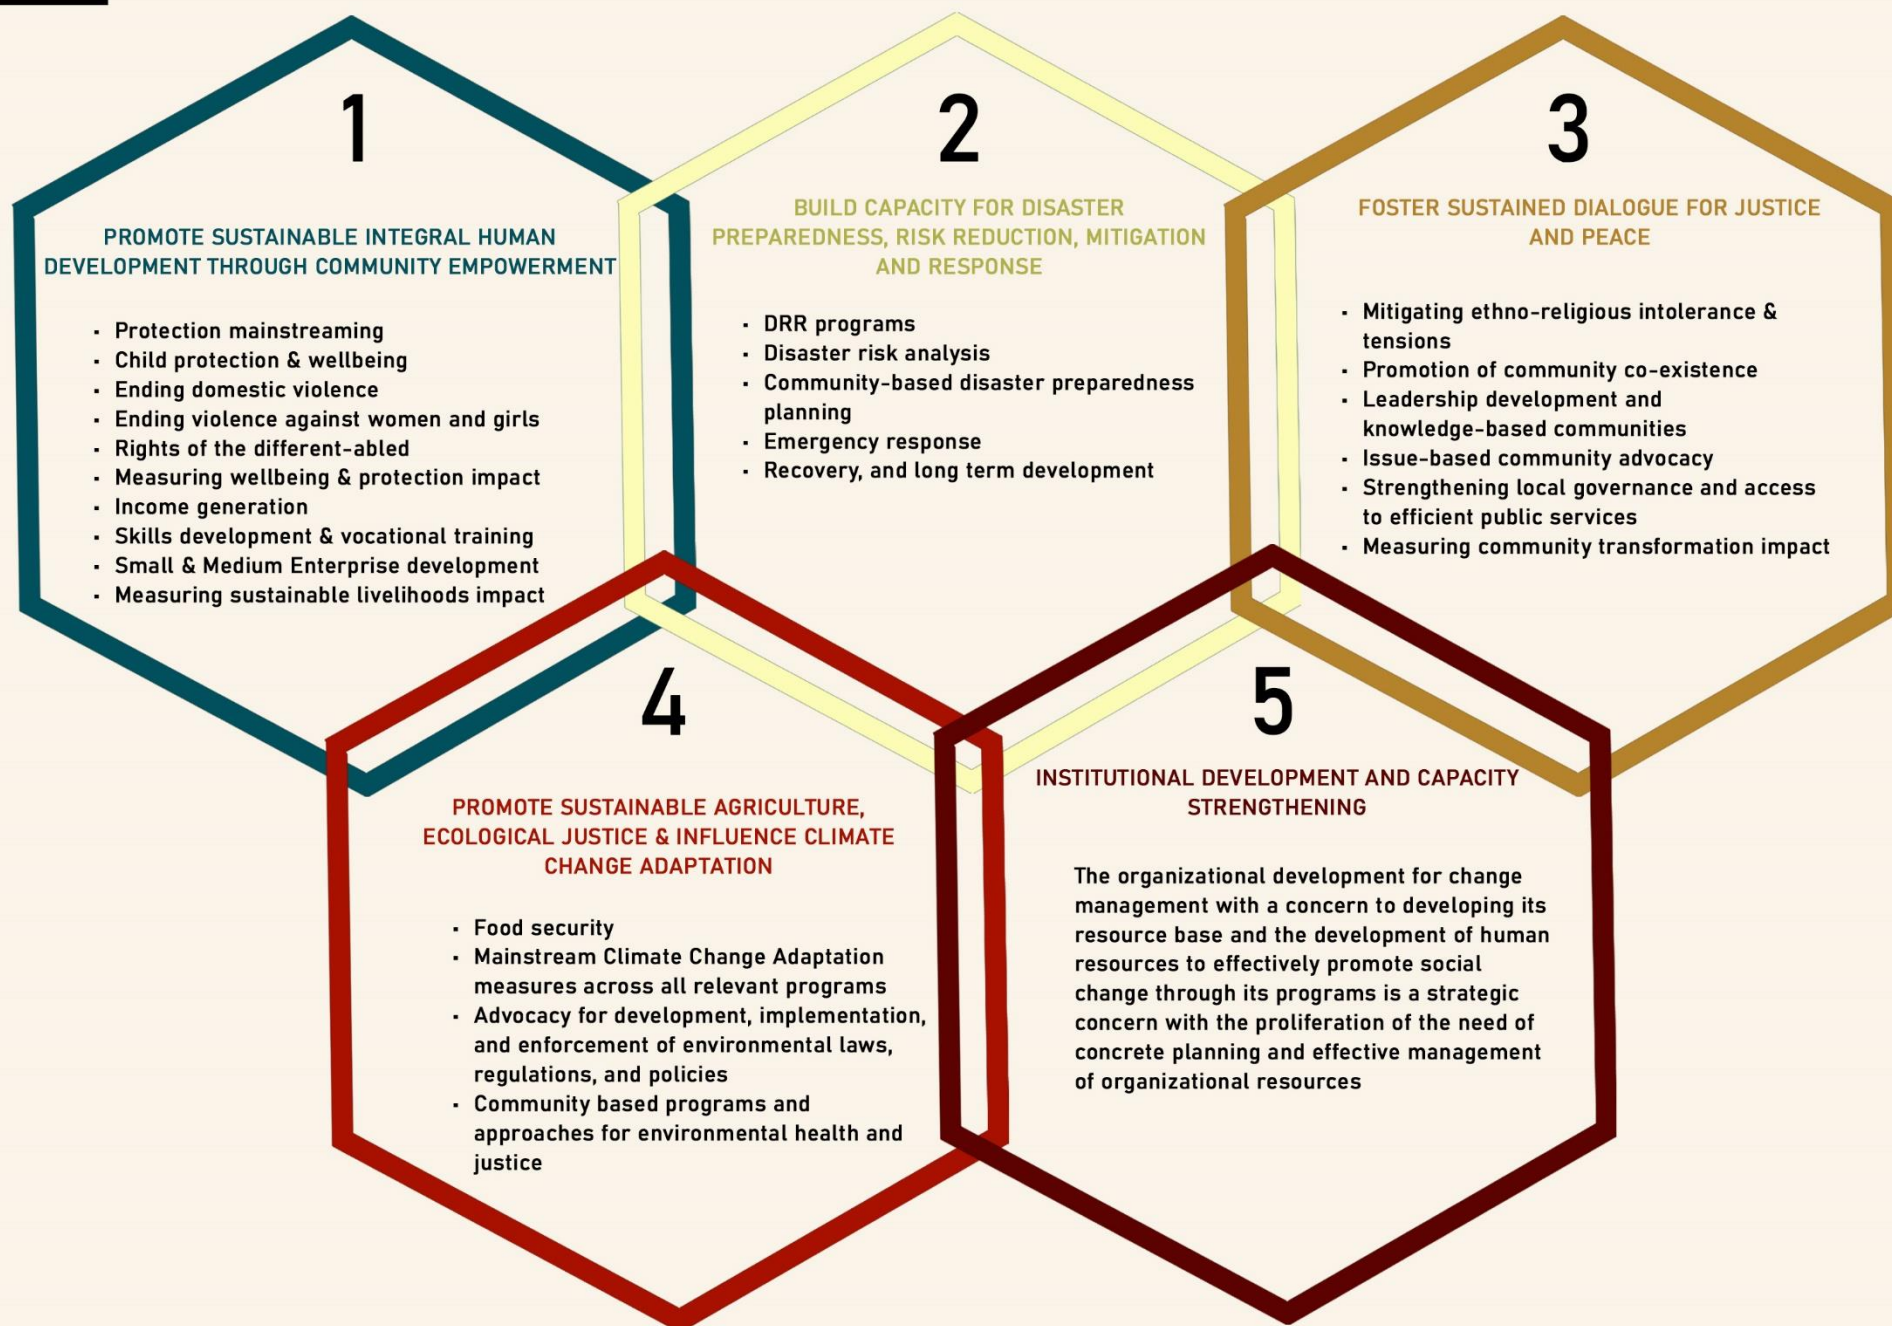 1
PROMOTE SUSTAINABLE INTEGRAL HUMAN
DEVELOPMENT THROUGH COMMUNITY EMPOWERMENT
· Protection mainstreaming
· Child protection & wellbeing
· Ending domestic violence
· Ending violence against women and girls
· Rights of the different-abled
· Measuring wellbeing & protection impact
· Income generation
· Skills development & vocational training
· Small & Medium Enterprise development
· Measuring sustainable livelihoods impact
2
BUILD CAPACITY FOR DISASTER
PREPAREDNESS, RISK REDUCTION, MITIGATION
AND RESPONSE
· DRR programs
· Disaster risk analysis
· Community-based disaster preparedness
planning
· Emergency response
· Recovery, and long term development
3
FOSTER SUSTAINED DIALOGUE FOR JUSTICE
AND PEACE
· Mitigating ethno-religious intolerance &
tensions
· Promotion of community co-existence
· Leadership development and
knowledge-based communities
· Issue-based community advocacy
· Strengthening local governance and access
to efficient public services
· Measuring community transformation impact
4
PROMOTE SUSTAINABLE AGRICULTURE,
ECOLOGICAL JUSTICE & INFLUENCE CLIMATE
CHANGE ADAPTATION
· Food security
· Mainstream Climate Change Adaptation
measures across all relevant programs
· Advocacy for development, implementation,
and enforcement of environmental laws,
regulations, and policies
· Community based programs and
approaches for environmental health and
justice
5
INSTITUTIONAL DEVELOPMENT AND CAPACITY
STRENGTHENING
The organizational development for change
management with a concern to developing its
resource base and the development of human
resources to effectively promote social
change through its programs is a strategic
concern with the proliferation of the need of
concrete planning and effective management
of organizational resources